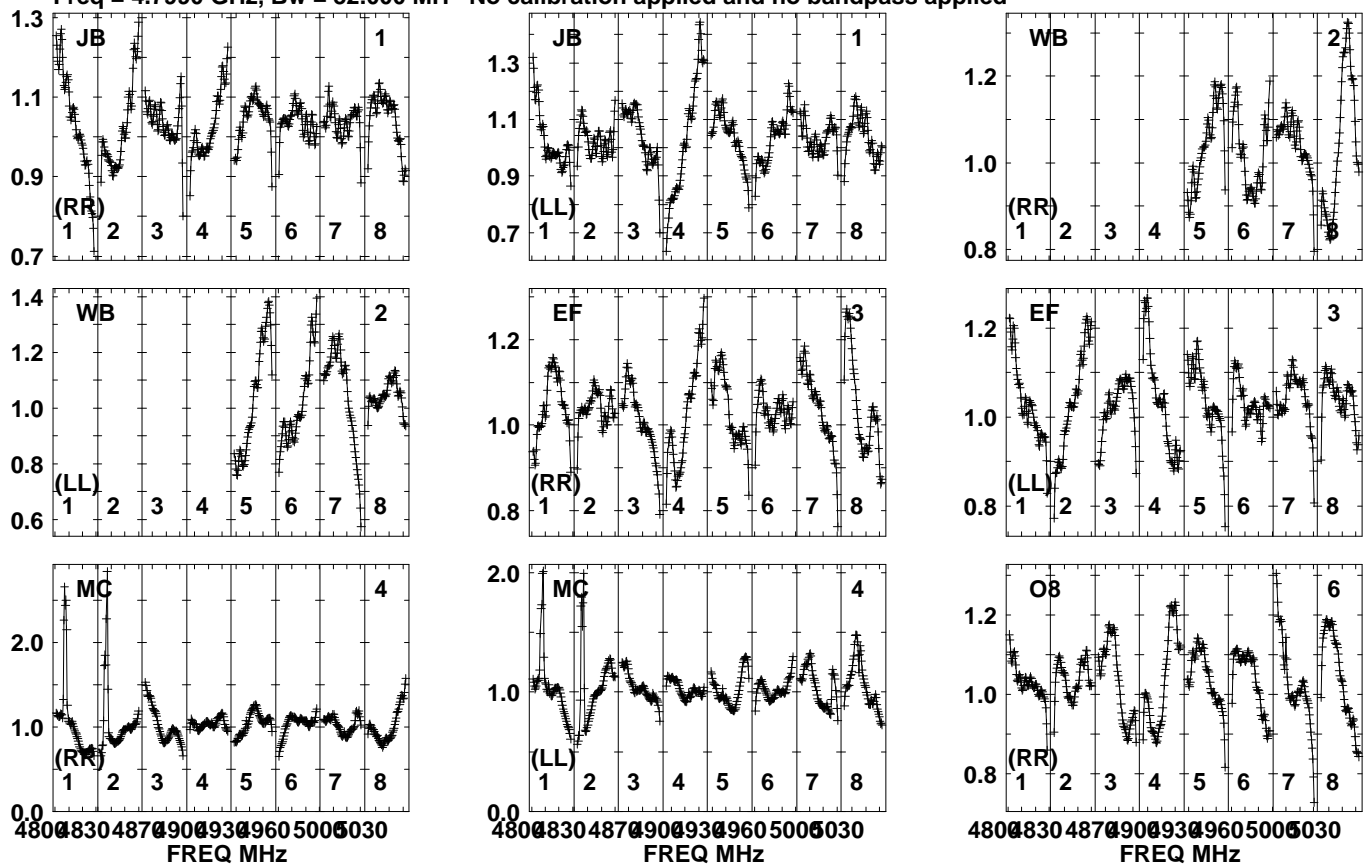 Freq = 4.7990 GHz, Bw = 32.000 MH No calibration applied and no bandpass applied
1.3 JB 1
1.2
1.1
1.0
0.9
0.8 (RR)
0.7 1 2 3 4 5 6 7 8
JB 1
1.3
1.1
0.9
(LL)
0.7 1 2 3 4 5 6 7 8
WB 2
1.2
1.0
(RR)
0.8 1 2 3 4 5 6 7 8
1.4 WB 2
1.2
1.0
0.8
(LL)
0.6 1 2 3 4 5 6 7 8
EF 3
1.2
1.0
(RR)
0.8 1 2 3 4 5 6 7 8
EF 3
1.2
1.0
(LL)
0.8 1 2 3 4 5 6 7 8
MC 4
2.0
1.0
(RR)
1 2 3 4 5 6 7 8
0.0
2.0 MC 4
1.0
(LL)
1 2 3 4 5 6 7 8
0.0
O8 6
1.2
1.0
(RR)
0.8 1 2 3 4 5 6 7 8
4800 4830 4870 4900 4930 4960 5000 5030
FREQ MHz
4800 4830 4870 4900 4930 4960 5000 5030
FREQ MHz
4800 4830 4870 4900 4930 4960 5000 5030
FREQ MHz